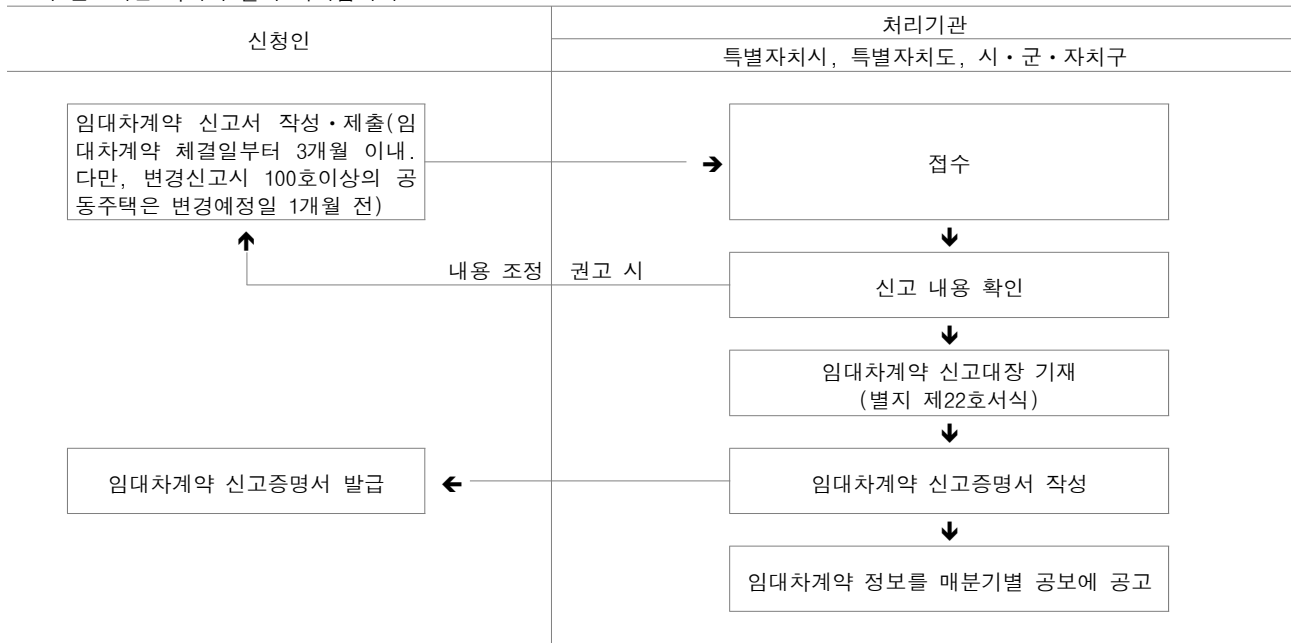 신청인
처리기관
특별자치시, 특별자치도, 시・군・자치구
임대차계약 신고서 작성・제출(임
대차계약 체결일부터 3개월 이내.
다만, 변경신고시 100호이상의 공
동주택은 변경예정일 1개월 전)
접수
내용 조정 권고 시
신고 내용 확인
임대차계약 신고대장 기재
(별지 제22호서식)
임대차계약 신고증명서 발급
임대차계약 신고증명서 작성
임대차계약 정보를 매분기별 공보에 공고